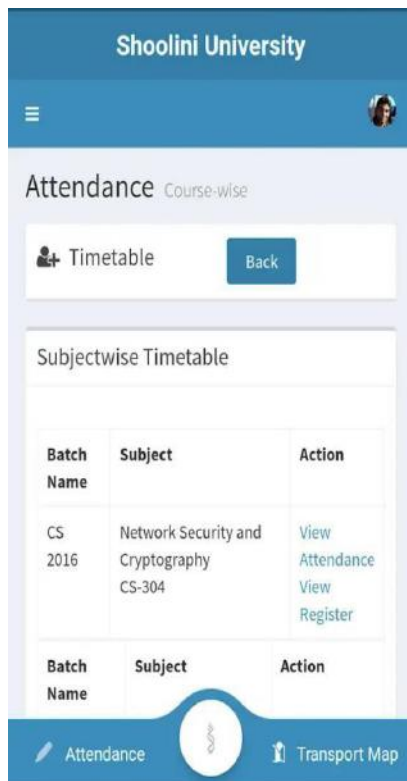 Shoolini University
Attendance Course-wise
Timetable Back
Subjectwise Timetable
Batch Name Subject Action
CS 2016 Network Security and Cryptography CS-304 View Attendance View Register
Batch Name Subject Action
Attendance Transport Map